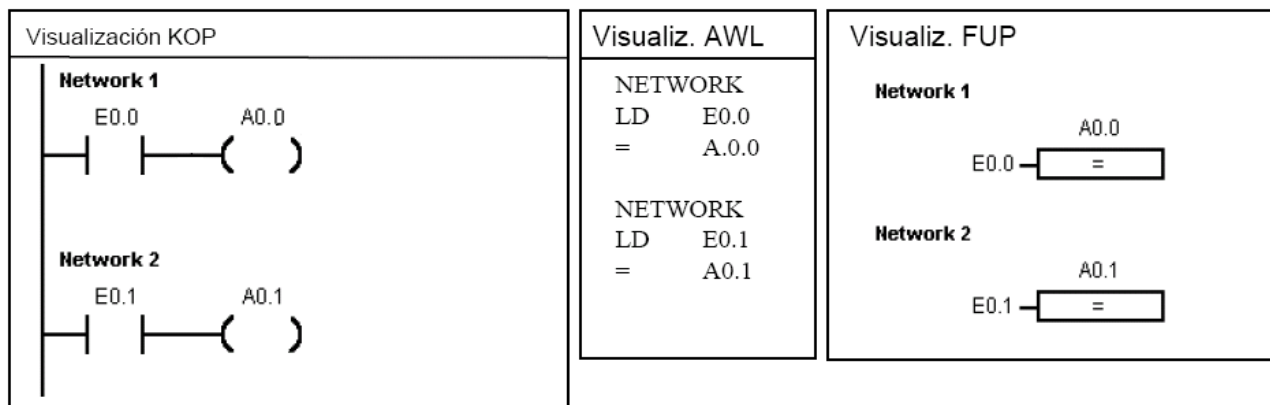 Visualización KOP
Network 1
E0.0 A0.0
Network 2
E0.1 A0.1
Visualiz. AWL
NETWORK
LD E0.0
= A.0.0
NETWORK
LD E0.1
= A0.1
Visualiz. FUP
Network 1
A0.0
E0.0 =
Network 2
A0.1
E0.1 =